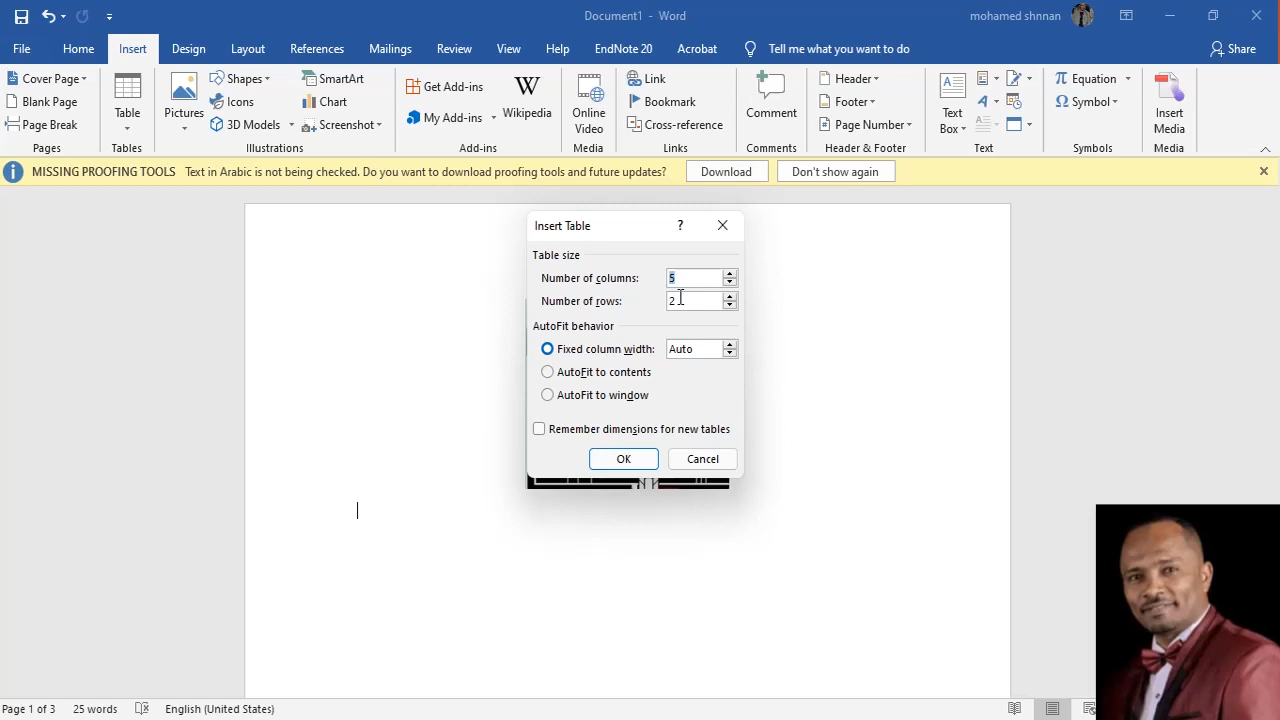 Document1 - Word
mohamed shnnan
File Home Insert Design Layout References Mailings Review View Help EndNote 20 Acrobat Tell me what you want to do Share
Cover Page
Blank Page
Page Break
Pages
Table
Tables
Pictures
Shapes
Icons
3D Models
SmartArt
Chart
Screenshot
Illustrations
Get Add-ins
My Add-ins
W
Wikipedia
Add-ins
Online
Video
Media
Link
Bookmark
Cross-reference
Links
Comment
Comments
Header
Footer
Page Number
Header & Footer
Text
Box
Text
Equation
Symbol
Symbols
Insert
Media
Media
MISSING PROOFING TOOLS Text in Arabic is not being checked. Do you want to download proofing tools and future updates? Download Don't show again
Insert Table
Table size
Number of columns: 5
Number of rows: 2
AutoFit behavior
Fixed column width: Auto
AutoFit to contents
AutoFit to window
Remember dimensions for new tables
OK Cancel
Page 1 of 3 25 words English (United States)